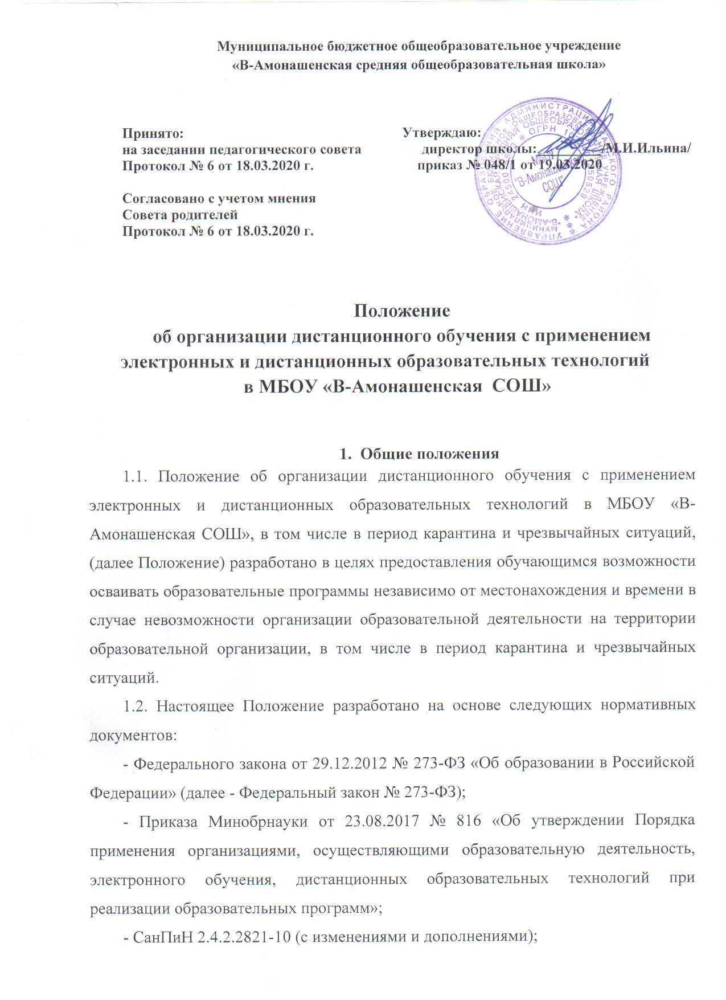 Муниципальное бюджетное общеобразовательное учреждение
«В-Амонашенская средняя общеобразовательная школа»
Принято:
на заседании педагогического совета
Протокол № 6 от 18.03.2020 г.
Утверждаю:
директор школы: /М.И.Ильина/
приказ № 048/1 от 19.03.2020
Согласовано с учетом мнения
Совета родителей
Протокол № 6 от 18.03.2020 г.
МБОУ
"В-Амонашенская
СОШ"
Положение
об организации дистанционного обучения с применением
электронных и дистанционных образовательных технологий
в МБОУ «В-Амонашенская СОШ»
1. Общие положения
1.1. Положение об организации дистанционного обучения с применением
электронных и дистанционных образовательных технологий в МБОУ «В-
Амонашенская СОШ», в том числе в период карантина и чрезвычайных ситуаций,
(далее Положение) разработано в целях предоставления обучающимся возможности
осваивать образовательные программы независимо от местонахождения и времени в
случае невозможности организации образовательной деятельности на территории
образовательной организации, в том числе в период карантина и чрезвычайных
ситуаций.
1.2. Настоящее Положение разработано на основе следующих нормативных
документов:
- Федерального закона от 29.12.2012 № 273-ФЗ «Об образовании в Российской
Федерации» (далее - Федеральный закон № 273-ФЗ);
- Приказа Минобрнауки от 23.08.2017 № 816 «Об утверждении Порядка
применения организациями, осуществляющими образовательную деятельность,
электронного обучения, дистанционных образовательных технологий при
реализации образовательных программ»;
- СанПиН 2.4.2.2821-10 (с изменениями и дополнениями);